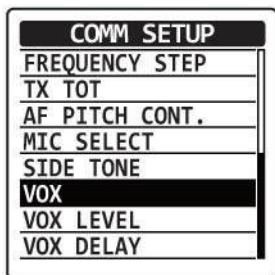 COMM SETUP
FREQUENCY STEP
TX TOT
AF PITCH CONT.
MIC SELECT
SIDE TONE
VOX
VOX LEVEL
VOX DELAY